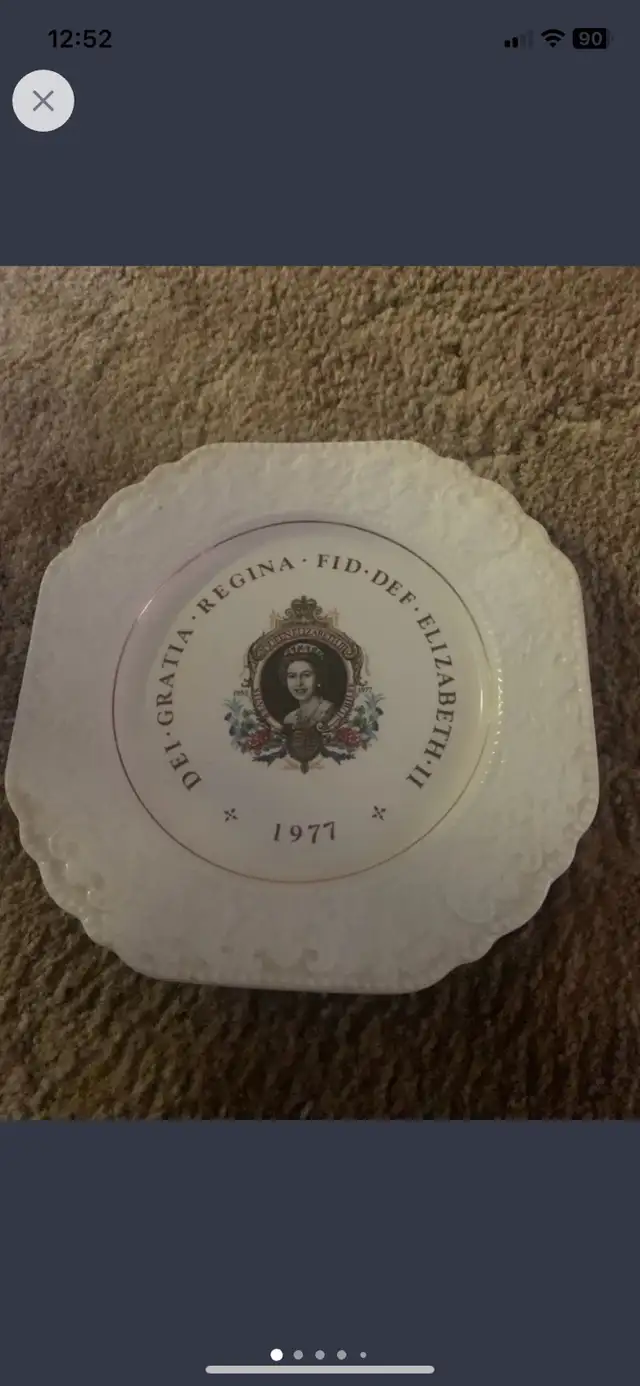 12:52
90
DEI·GRATIA·REGINA·FID·DEF·ELIZABETH·II
1977